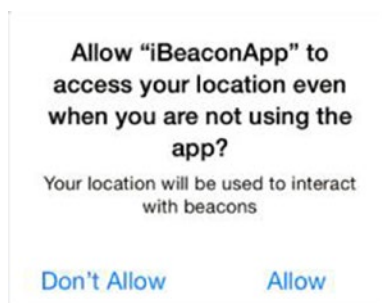 Allow “iBeaconApp” to
access your location even
when you are not using the
app?
Your location will be used to interact
with beacons
Don't Allow Allow